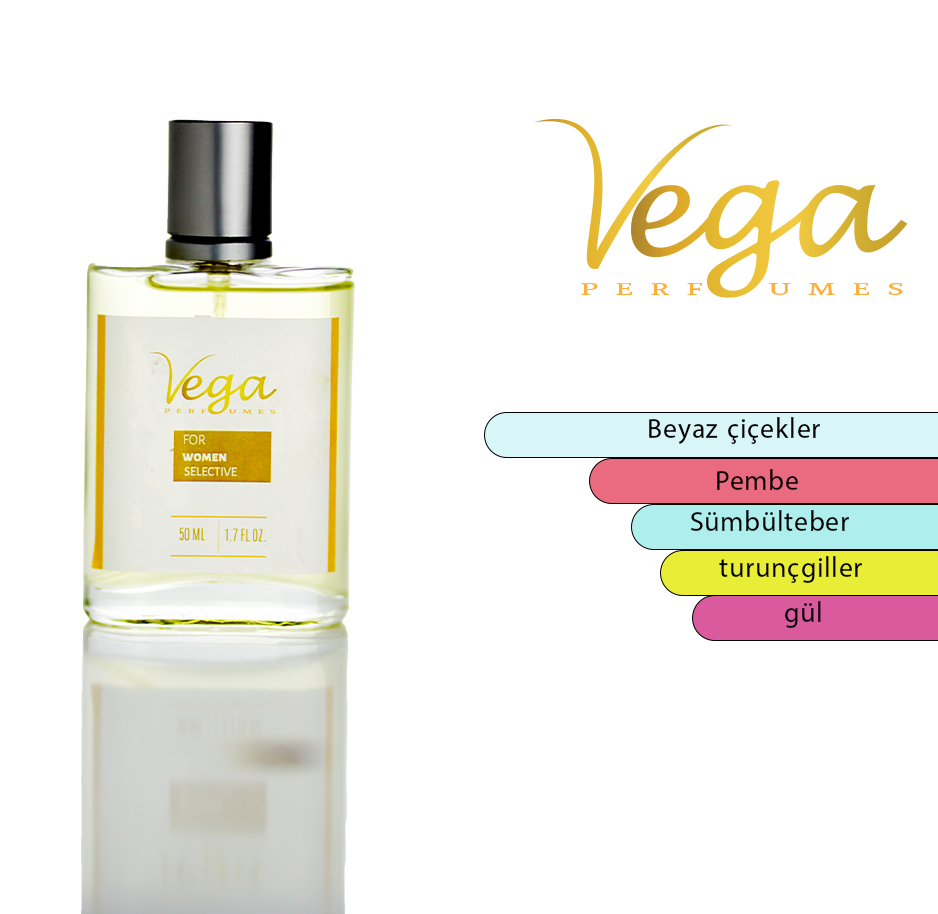 Vega
PERFUMES
FOR
WOMEN
SELECTIVE
50 ML 1.7 FL OZ.
Vega
PERFUMES
Beyaz çiçekler
Pembe
Sümbülteber
turunçgiller
gül